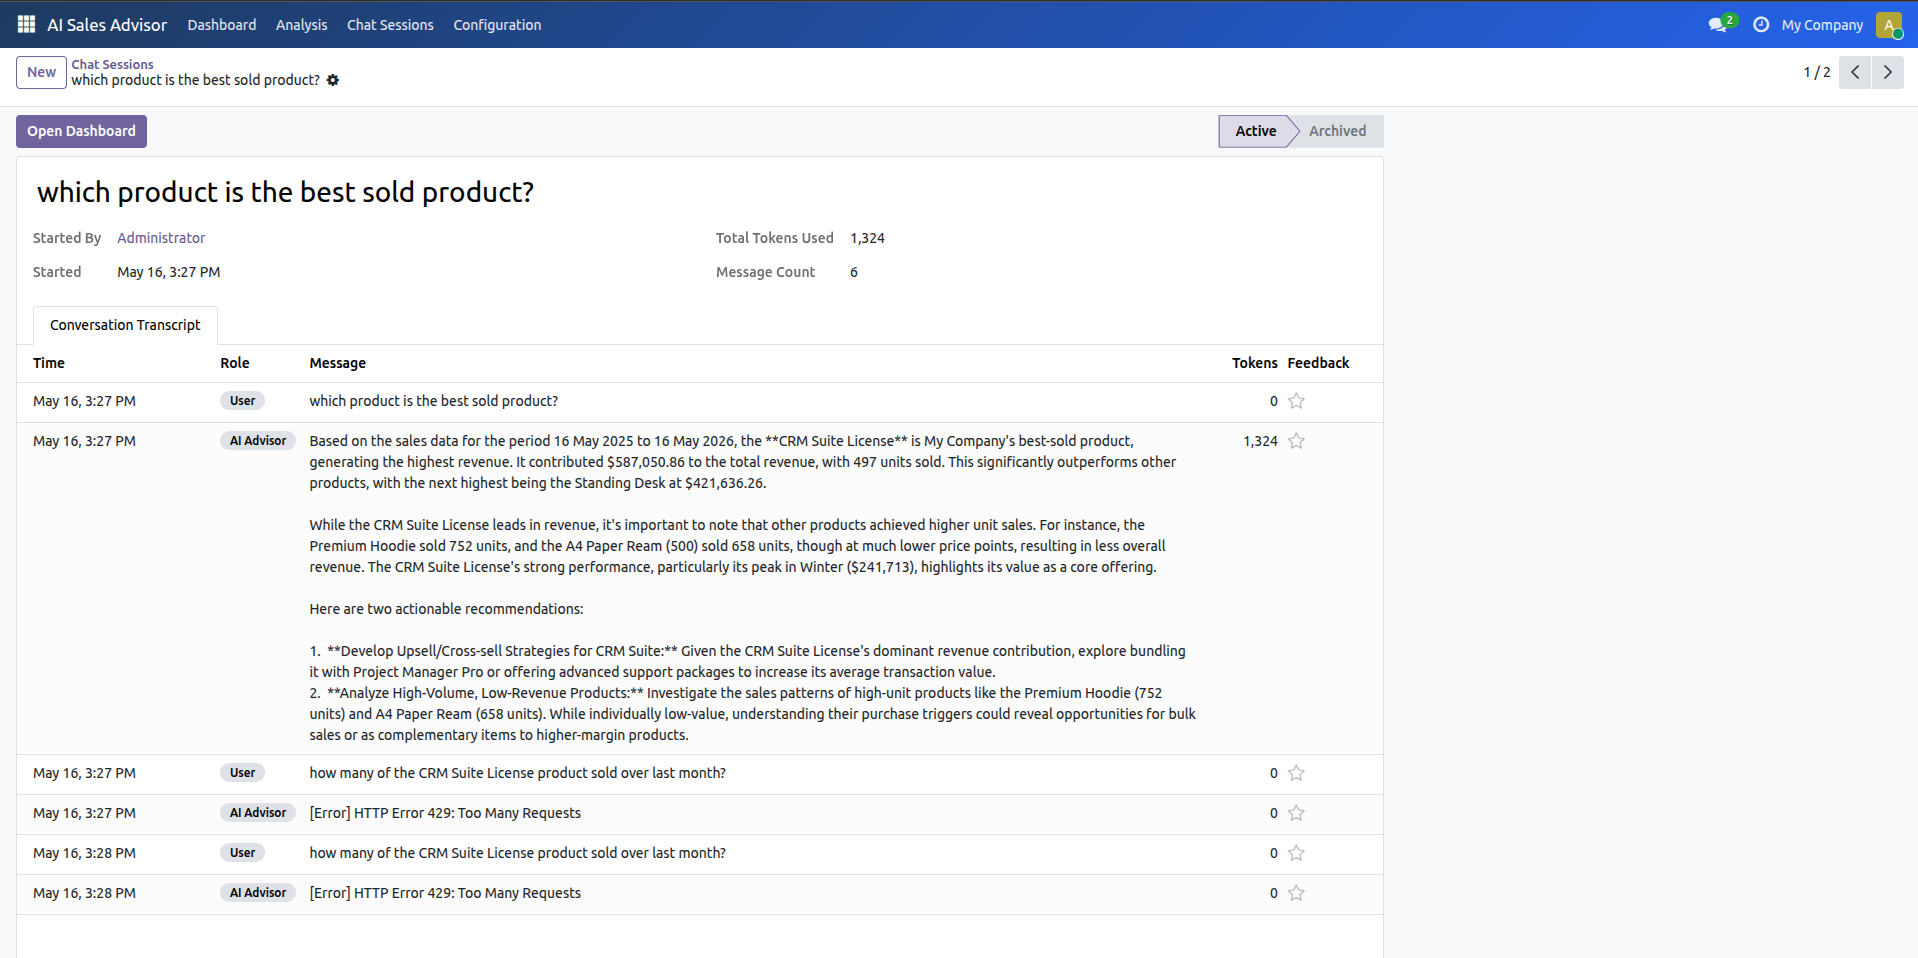 AI Sales Advisor Dashboard Analysis Chat Sessions Configuration 2 My Company A
New Chat Sessions
which product is the best sold product? 1 / 2
Open Dashboard Active Archived
which product is the best sold product?
Started By Administrator Total Tokens Used 1,324
Started May 16, 3:27 PM Message Count 6
Conversation Transcript
Time Role Message Tokens Feedback
May 16, 3:27 PM User which product is the best sold product? 0
May 16, 3:27 PM AI Advisor Based on the sales data for the period 16 May 2025 to 16 May 2026, the **CRM Suite License** is My Company's best-sold product, 1,324
generating the highest revenue. It contributed $587,050.86 to the total revenue, with 497 units sold. This significantly outperforms other
products, with the next highest being the Standing Desk at $421,636.26.
While the CRM Suite License leads in revenue, it's important to note that other products achieved higher unit sales. For instance, the
Premium Hoodie sold 752 units, and the A4 Paper Ream (500) sold 658 units, though at much lower price points, resulting in less overall
revenue. The CRM Suite License's strong performance, particularly its peak in Winter ($241,713), highlights its value as a core offering.
Here are two actionable recommendations:
1. **Develop Upsell/Cross-sell Strategies for CRM Suite:** Given the CRM Suite License's dominant revenue contribution, explore bundling
it with Project Manager Pro or offering advanced support packages to increase its average transaction value.
2. **Analyze High-Volume, Low-Revenue Products:** Investigate the sales patterns of high-unit products like the Premium Hoodie (752
units) and A4 Paper Ream (658 units). While individually low-value, understanding their purchase triggers could reveal opportunities for bulk
sales or as complementary items to higher-margin products.
May 16, 3:27 PM User how many of the CRM Suite License product sold over last month? 0
May 16, 3:27 PM AI Advisor [Error] HTTP Error 429: Too Many Requests 0
May 16, 3:28 PM User how many of the CRM Suite License product sold over last month? 0
May 16, 3:28 PM AI Advisor [Error] HTTP Error 429: Too Many Requests 0